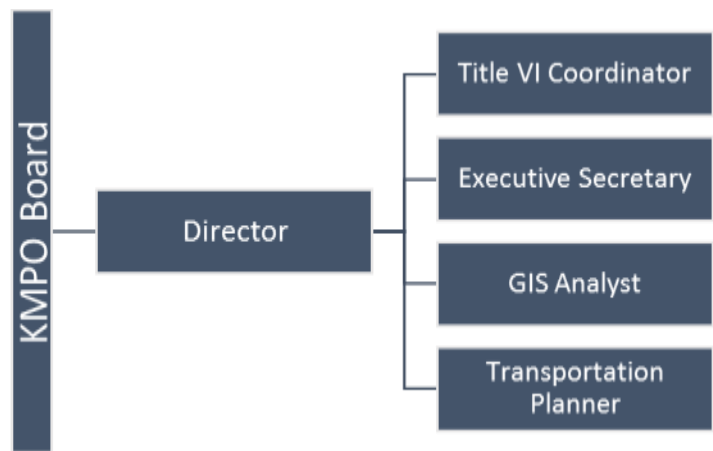 KMPO Board
Director
Title VI Coordinator
Executive Secretary
GIS Analyst
Transportation
Planner